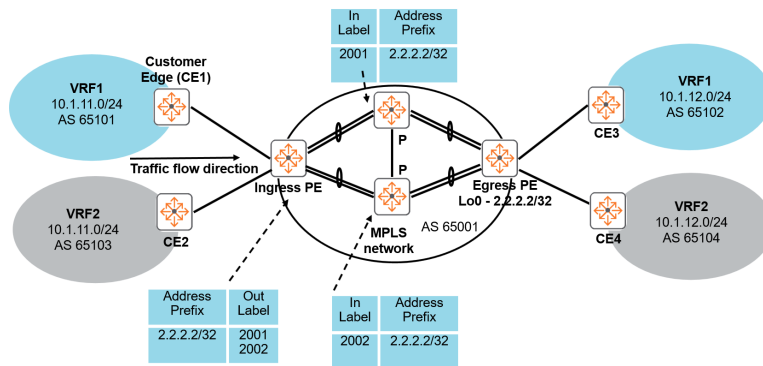 In
Label
Address
Prefix
2001
2.2.2.2/32
Customer
Edge (CE1)
VRF1
10.1.11.0/24
AS 65101
VRF1
10.1.12.0/24
AS 65102
CE3
P
Traffic flow direction
Ingress PE
P
Egress PE
Lo0 - 2.2.2.2/32
VRF2
10.1.11.0/24
AS 65103
CE2
MPLS
network
AS 65001
CE4
VRF2
10.1.12.0/24
AS 65104
Address
Prefix
Out
Label
2.2.2.2/32
2001
2002
In
Label
Address
Prefix
2002
2.2.2.2/32